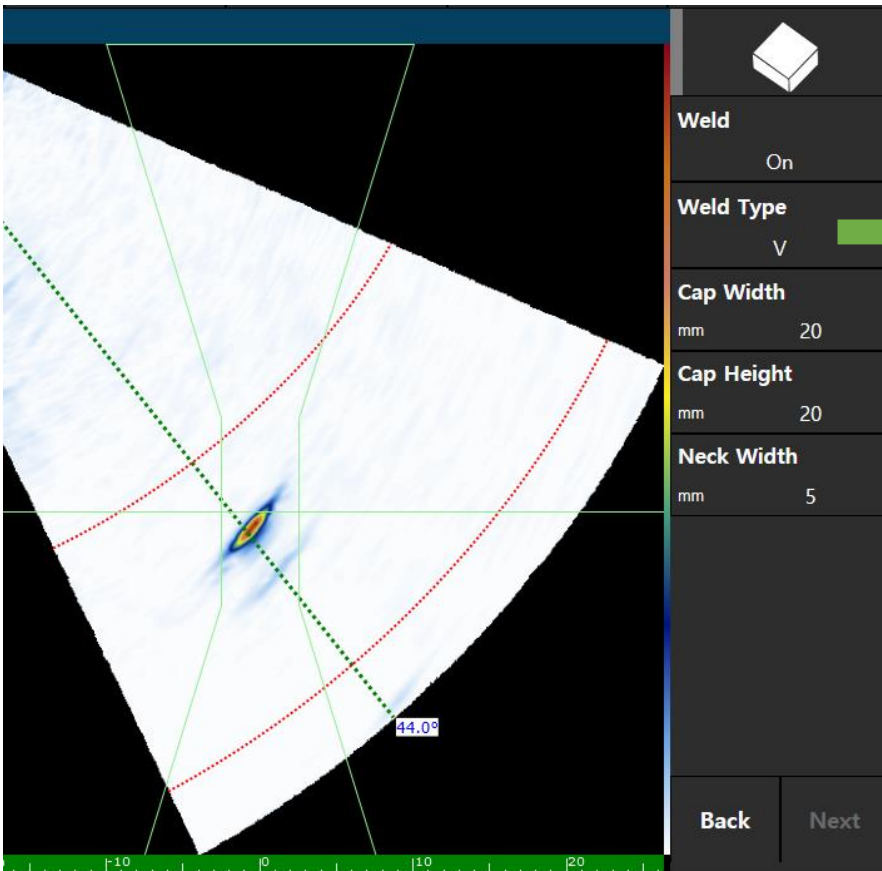 Weld
On
Weld Type
V
Cap Width
mm 20
Cap Height
mm 20
Neck Width
mm 5
44.0°
Back Next
-10 0 10 20